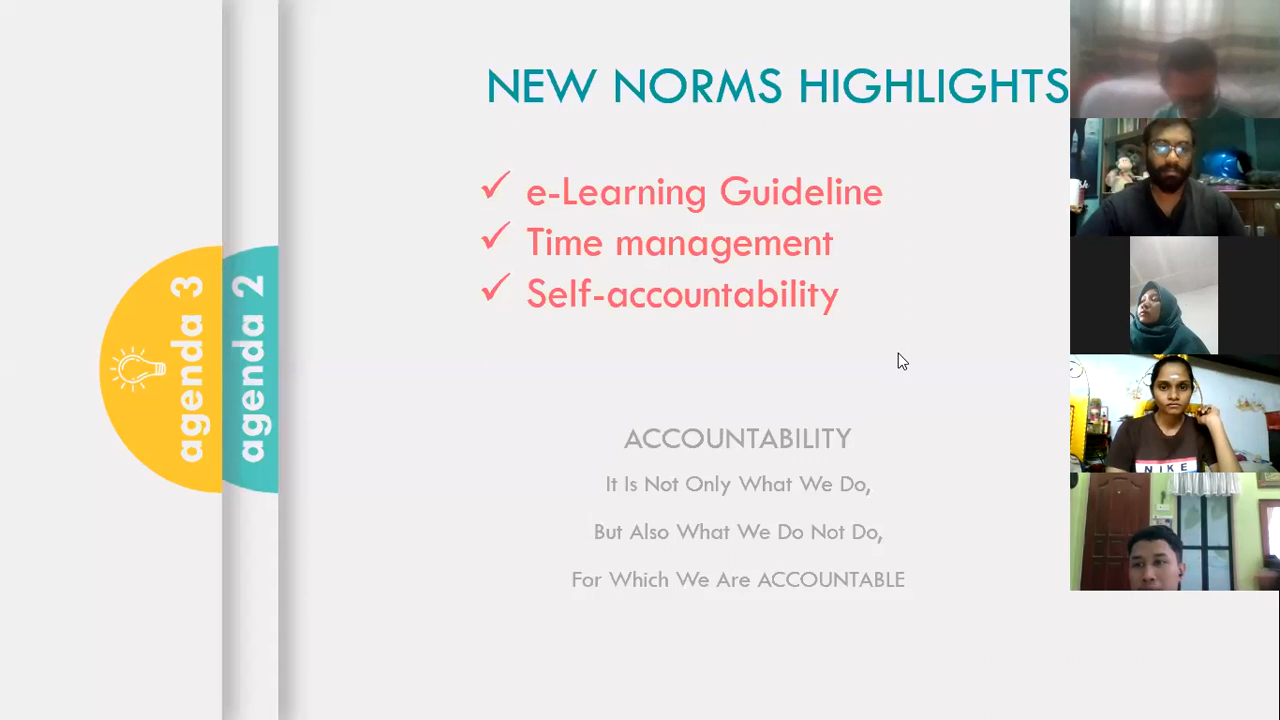 NEW NORMS HIGHLIGHTS
✓ e-Learning Guideline
✓ Time management
✓ Self-accountability
agenda 3
agenda 2
ACCOUNTABILITY
It Is Not Only What We Do,
But Also What We Do Not Do,
For Which We Are ACCOUNTABLE
NIKE